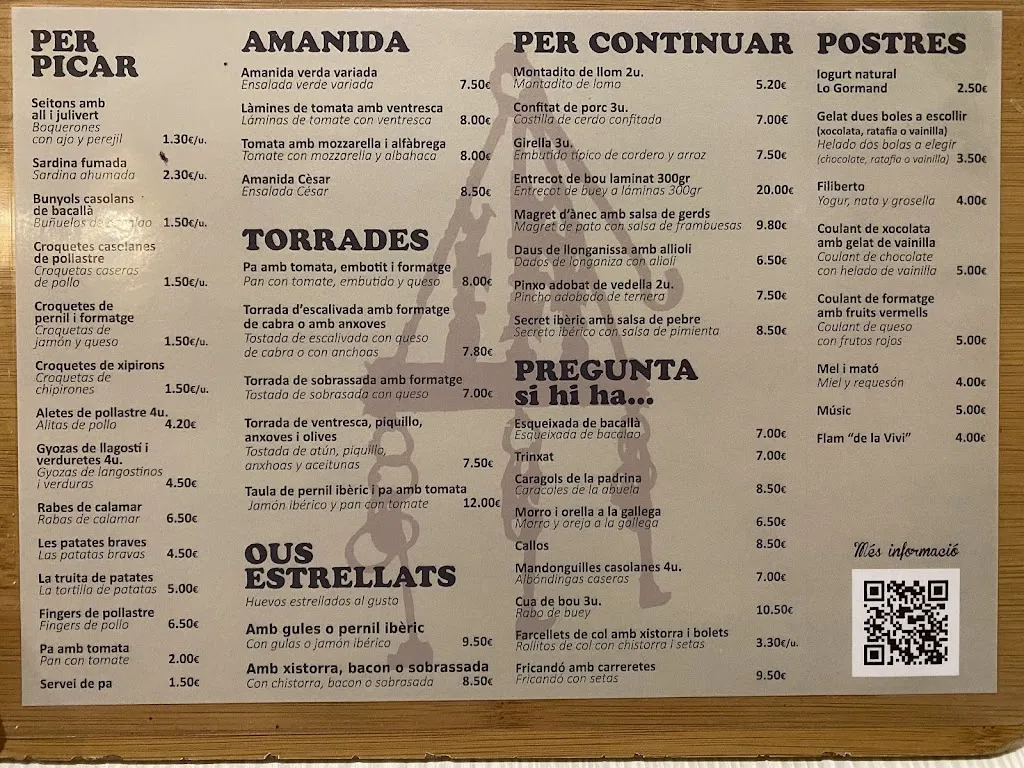 PER
PICAR
Seitons amb
all i julivert
Boquerones
con ajo y perejil 1.30€/u.
Sardina fumada
Sardina ahumada 2.30€/u.
Bunyols casolans
de bacallà
Buñuelos de bacalao 1.50€/u.
Croquetes casolanes
de pollastre
Croquetas caseras
de pollo 1.50€/u.
Croquetes de
pernil i formatge
Croquetas de
jamón y queso 1.50€/u.
Croquetes de xipirons
Croquetas de
chipirones 1.50€/u.
Aletes de pollastre 4u.
Alitas de pollo 4.20€
Gyozas de llagostí i
verduretes 4u.
Gyozas de langostinos
i verduras 4.50€
Rabes de calamar
Rabas de calamar 6.50€
Les patates braves
Las patatas bravas 4.50€
La truita de patates
La tortilla de patatas 5.00€
Fingers de pollastre
Fingers de pollo 6.50€
Pa amb tomata
Pan con tomate 2.00€
Servei de pa 1.50€
AMANIDA
Amanida verda variada
Ensalada verde variada 7.50€
Làmines de tomata amb ventresca
Láminas de tomate con ventresca 8.00€
Tomata amb mozzarella i alfàbrega
Tomate con mozzarella y albahaca 8.00€
Amanida Cèsar
Ensalada César 8.50€
TORRADES
Pa amb tomata, embotit i formatge
Pan con tomate, embutido y queso 8.00€
Torrada d'escalivada amb formatge
de cabra o amb anxoves
Tostada de escalivada con queso
de cabra o con anchoas 7.80€
Torrada de sobrassada amb formatge
Tostada de sobrasada con queso 7.00€
Torrada de ventresca, piquillo,
anxoves i olives
Tostada de atún, piquillo,
anxhoas y aceitunas 7.50€
Taula de pernil ibèric i pa amb tomata
Jamón ibérico y pan con tomate 12.00€
OUS
ESTRELLATS
Huevos estrellados al gusto
Amb gules o pernil ibèric
Con gulas o jamón ibérico 9.50€
Amb xistorra, bacon o sobrassada
Con chistorra, bacon o sobrasada 8.50€
PER CONTINUAR
Montadito de llom 2u.
Montadito de lomo 5.20€
Confitat de porc 3u.
Costilla de cerdo confitada 7.00€
Girella 3u.
Embutido típico de cordero y arroz 7.50€
Entrecot de bou laminat 300gr
Entrecot de buey a láminas 300gr 20.00€
Magret d'ànec amb salsa de gerds
Magret de pato con salsa de frambuesas 9.80€
Daus de llonganissa amb allioli
Dados de longaniza con alioli 6.50€
Pinxo adobat de vedella 2u.
Pincho adobado de ternera 7.50€
Secret ibèric amb salsa de pebre
Secreto ibérico con salsa de pimienta 8.50€
PREGUNTA
si hi ha...
Esqueixada de bacallà
Esqueixada de bacalao 7.00€
Trinxat 7.00€
Caragols de la padrina
Caracoles de la abuela 8.50€
Morro i orella a la gallega
Morro y oreja a la gallega 6.50€
Callos 8.50€
Mandonguilles casolanes 4u.
Albóndingas caseras 7.00€
Cua de bou 3u.
Rabo de buey 10.50€
Farcellets de col amb xistorra i bolets
Rollitos de col con chistorra i setas 3.30€/u.
Fricandó amb carreretes
Fricandó con setas 9.50€
POSTRES
Iogurt natural
Lo Gormand 2.50€
Gelat dues boles a escollir
(xocolata, ratafia o vainilla)
Helado dos bolas a elegir
(chocolate, ratafia o vainilla) 3.50€
Filiberto
Yogur, nata y grosella 4.00€
Coulant de xocolata
amb gelat de vainilla
Coulant de chocolate
con helado de vainilla 5.00€
Coulant de formatge
amb fruits vermells
Coulant de queso
con frutos rojos 5.00€
Mel i mató
Miel y requesón 4.00€
Músic 5.00€
Flam “de la Vivi” 4.00€
Més informació